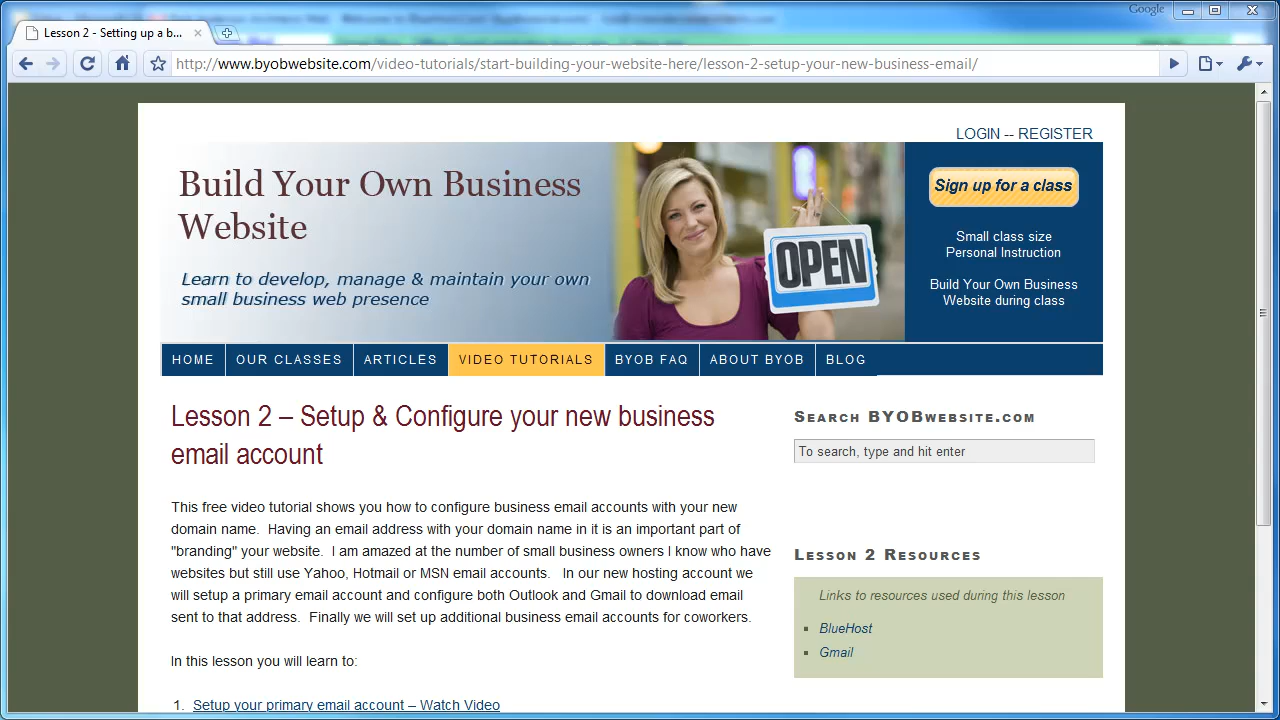 Google
Lesson 2 - Setting up a b...
http://www.byobwebsite.com/video-tutorials/start-building-your-website-here/lesson-2-setup-your-new-business-email/
LOGIN -- REGISTER
Build Your Own Business
Website
Learn to develop, manage & maintain your own
small business web presence
OPEN
Sign up for a class
Small class size
Personal Instruction
Build Your Own Business
Website during class
HOME OUR CLASSES ARTICLES VIDEO TUTORIALS BYOB FAQ ABOUT BYOB BLOG
Lesson 2 – Setup & Configure your new business
email account
This free video tutorial shows you how to configure business email accounts with your new
domain name.  Having an email address with your domain name in it is an important part of
"branding" your website.  I am amazed at the number of small business owners I know who have
websites but still use Yahoo, Hotmail or MSN email accounts.   In our new hosting account we
will setup a primary email account and configure both Outlook and Gmail to download email
sent to that address.  Finally we will set up additional business email accounts for coworkers.
In this lesson you will learn to:
1. Setup your primary email account – Watch Video
Search BYOBwebsite.com
To search, type and hit enter
Lesson 2 Resources
Links to resources used during this lesson
BlueHost
Gmail